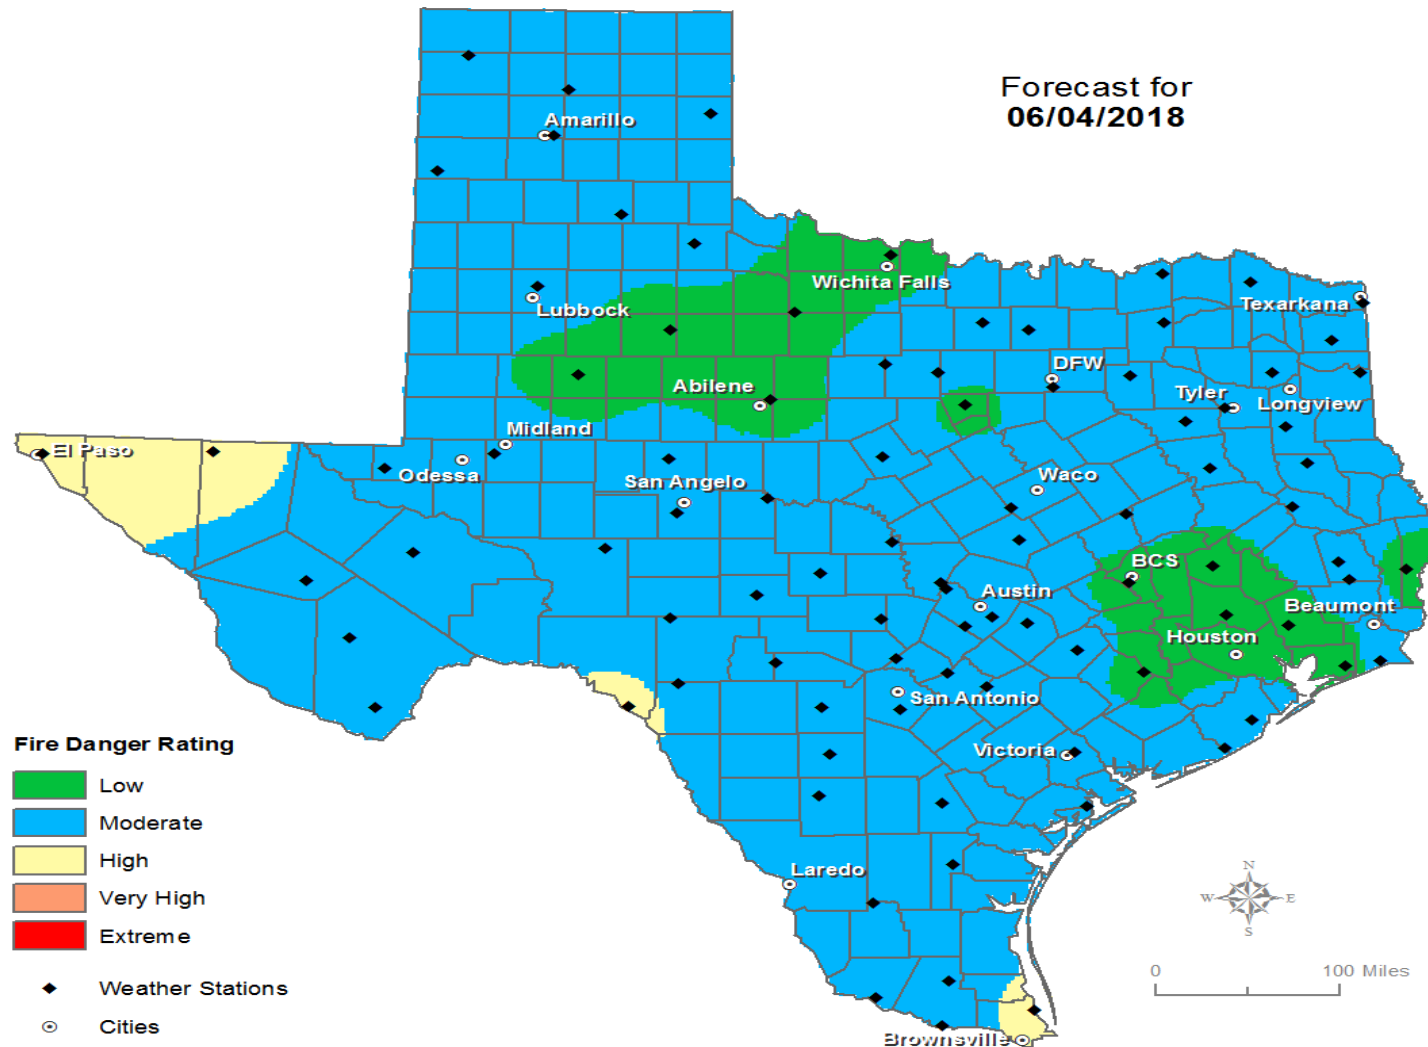 Forecast for
06/04/2018
Amarillo
Wichita Falls
Lubbock
Texarkana
DFW
Abilene
Tyler
Longview
Midland
El Paso
Odessa
San Angelo
Waco
BCS
Austin
Beaumont
Houston
San Antonio
Victoria
Laredo
Brownsville
Fire Danger Rating
Low
Moderate
High
Very High
Extreme
Weather Stations
Cities
N
W E
S
0 100 Miles